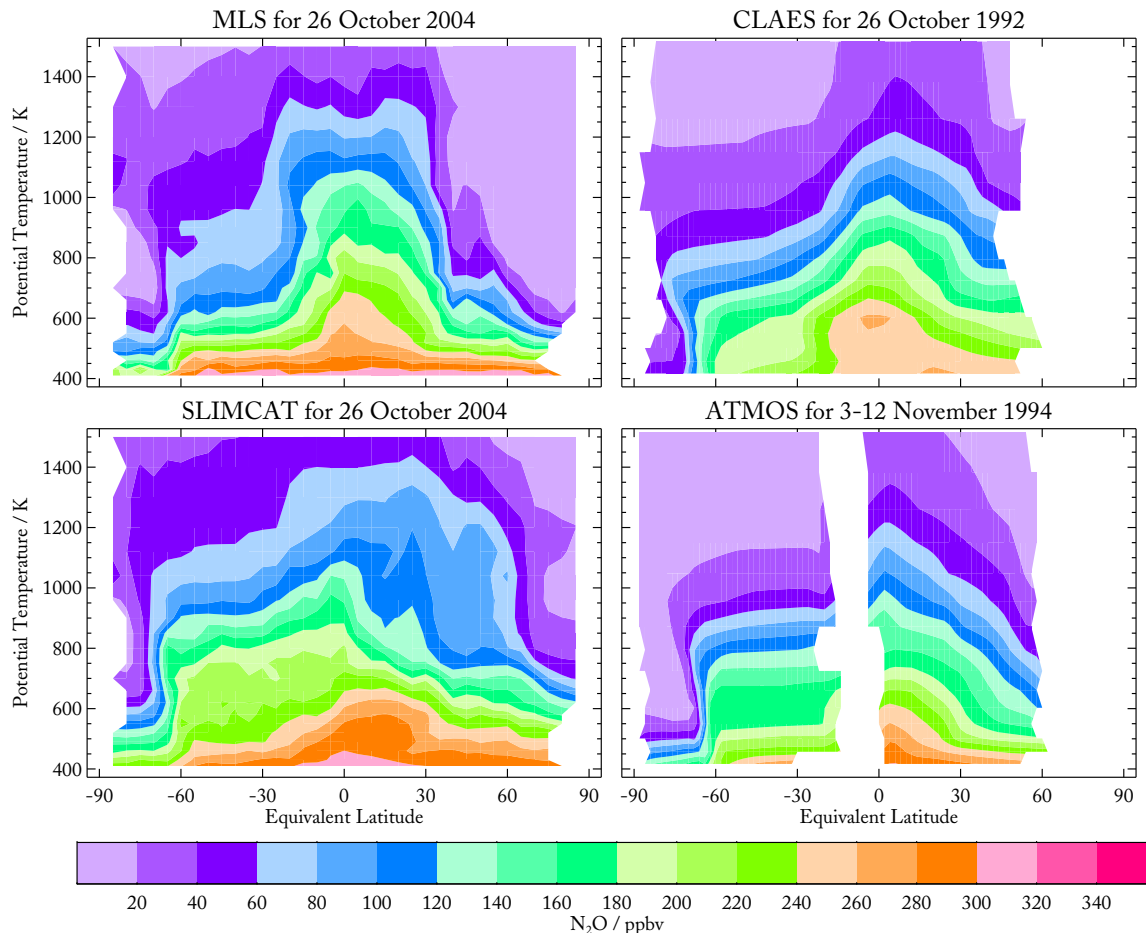 MLS for 26 October 2004
CLAES for 26 October 1992
1400
1200
1000
800
600
400
Potential Temperature / K
SLIMCAT for 26 October 2004
ATMOS for 3-12 November 1994
1400
1200
1000
800
600
400
Potential Temperature / K
-90 -60 -30 0 30 60 90
-90 -60 -30 0 30 60 90
Equivalent Latitude
Equivalent Latitude
20 40 60 80 100 120 140 160 180 200 220 240 260 280 300 320 340
N₂O / ppbv